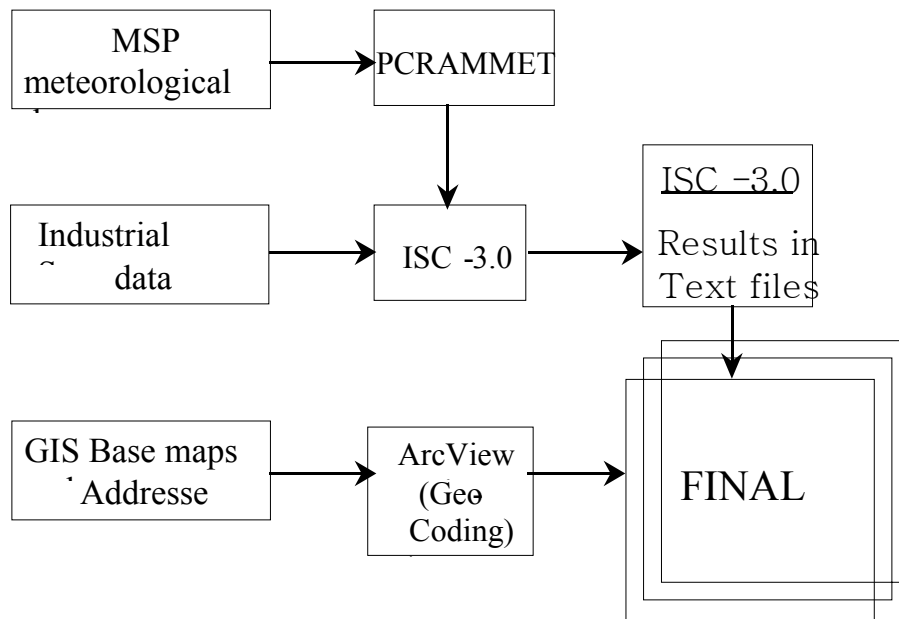 MSP
meteorological
PCRAMMET
Industrial
data
ISC -3.0
ISC -3.0
Results in
Text files
GIS Base maps
Addresse
ArcView
(Geo-
Coding)
FINAL